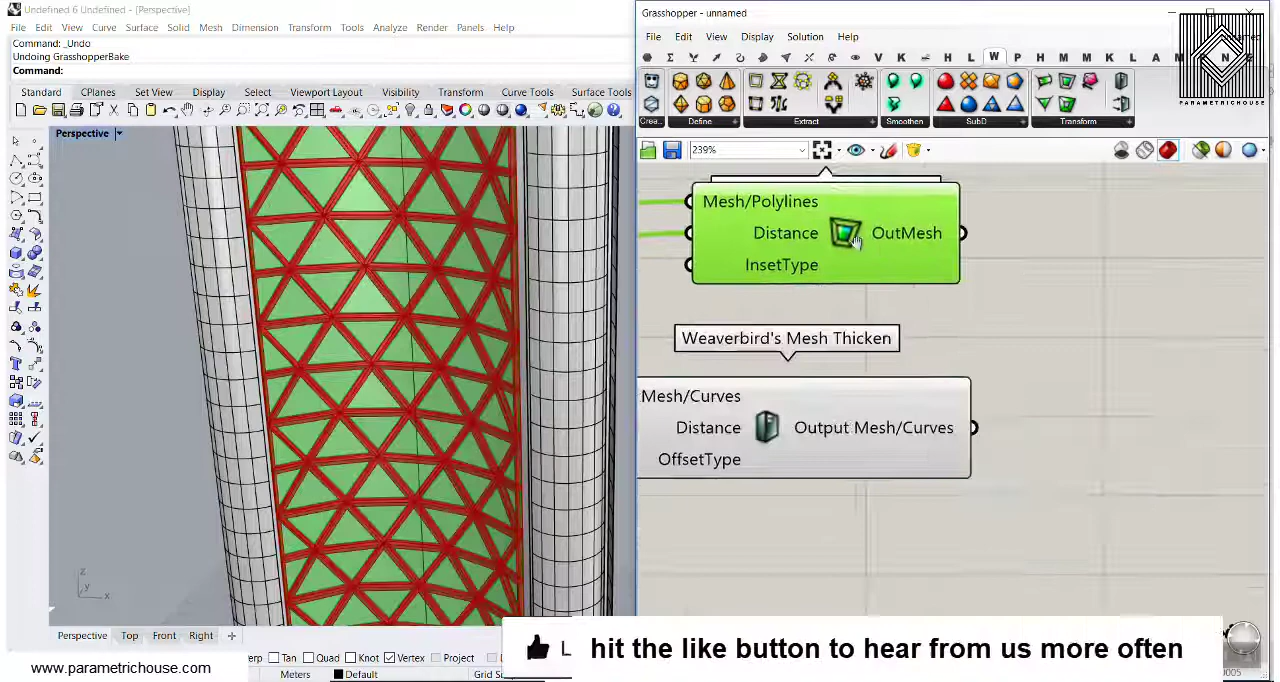 Undefined 6 Undefined - [Perspective]
File Edit View Curve Surface Solid Mesh Dimension Transform Tools Analyze Render Panels Help
Command: _Undo
Undoing GrasshopperBake
Command:
Standard CPlanes Set View Display Select Viewport Layout Visibility Transform Curve Tools Surface Tools
Perspective
z
y
x
Perspective Top Front Right
Tan Quad Knot Vertex Project
Meters Default
www.parametrichouse.com
Grasshopper - unnamed
File Edit View Display Solution Help
V K H L W P H M M L A M N E
PARAMETRICHOUSE
Crea... Define Extract Smoothen SubD Transform
239%
Mesh/Polylines
Distance OutMesh
InsetType
Weaverbird's Mesh Thicken
Mesh/Curves
Distance Output Mesh/Curves
OffsetType
L hit the like button to hear from us more often